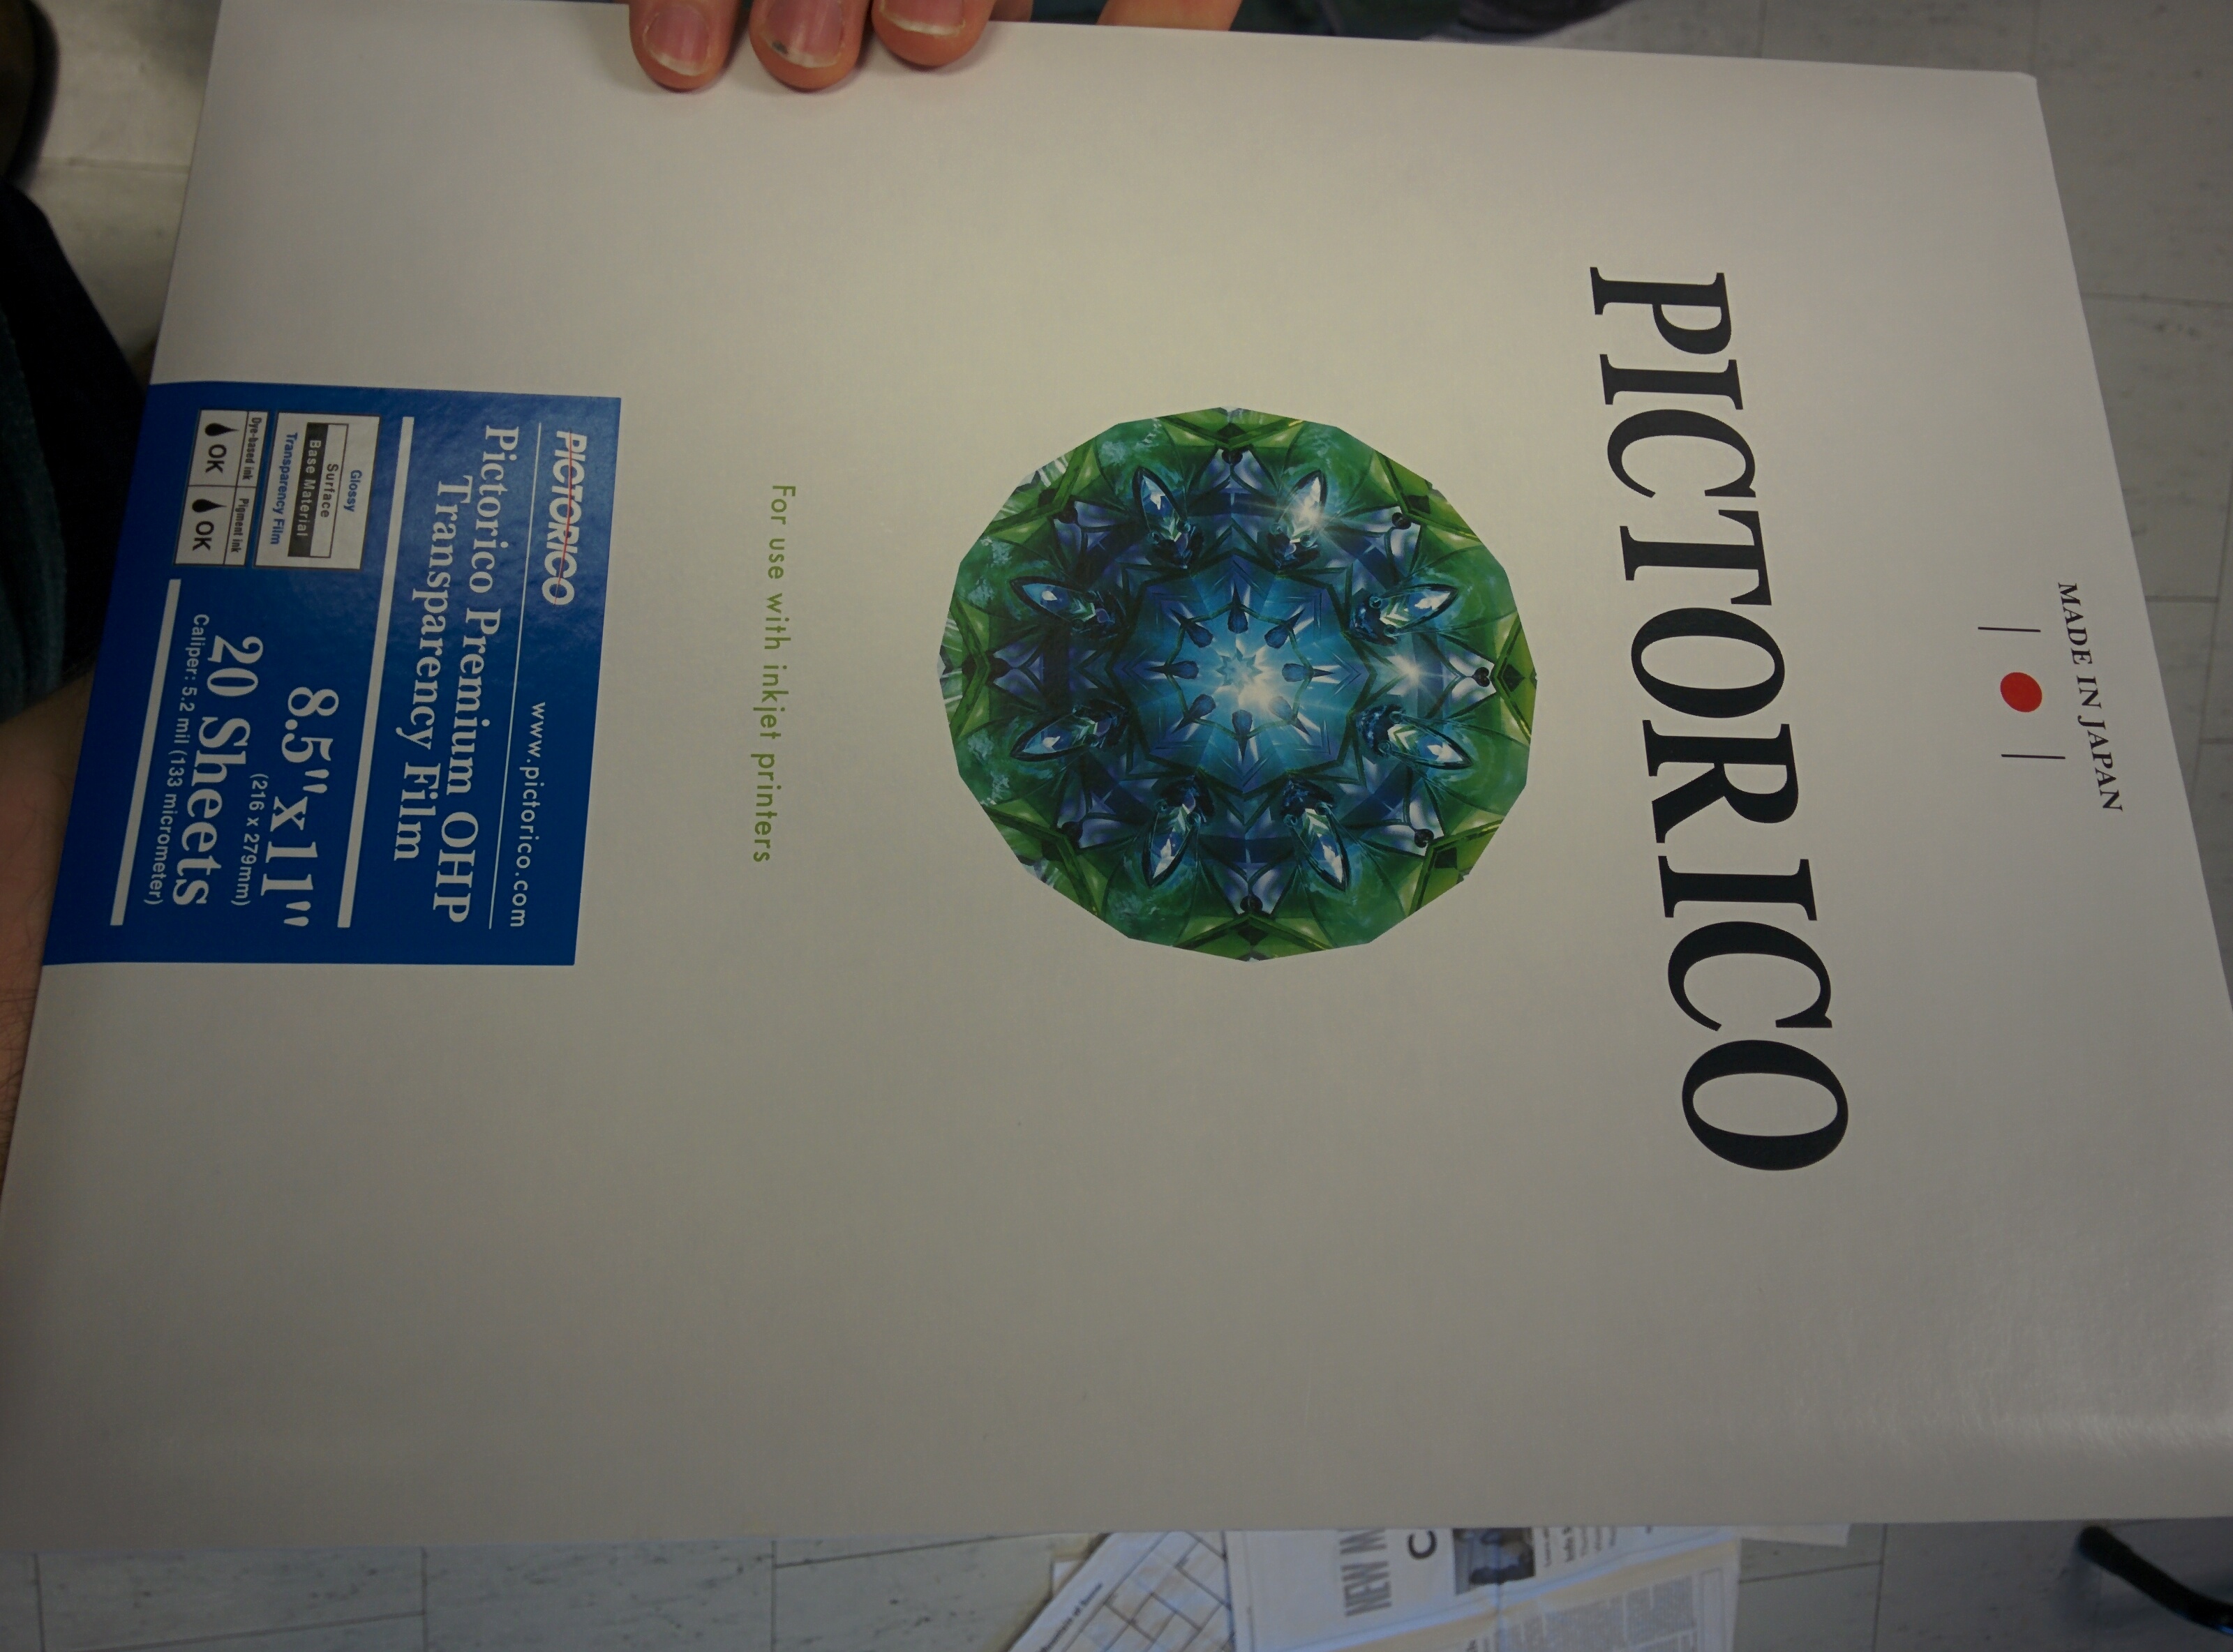 MADE IN JAPAN
PICTORICO
For use with inkjet printers
PICTORICO
www.pictorico.com
Pictorico Premium OHP
Transparency Film
Glossy
Surface
Base Material
Transparency Film
Dye-based ink
Pigment ink
OK
OK
8.5"x11"
(216 x 279mm)
20 Sheets
Caliper: 5.2 mil (133 micrometer)
NEW M
C